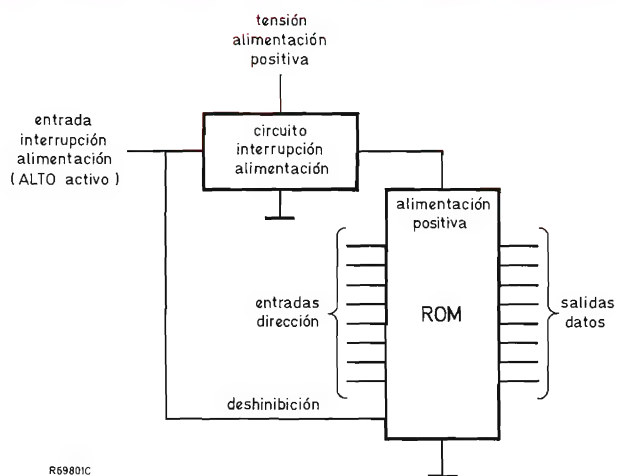 tensión
alimentación
positiva
entrada
interrupción
alimentación
( ALTO activo )
circuito
interrupción
alimentación
alimentación
positiva
entradas
dirección
ROM
salidas
datos
deshinibición
R69801C